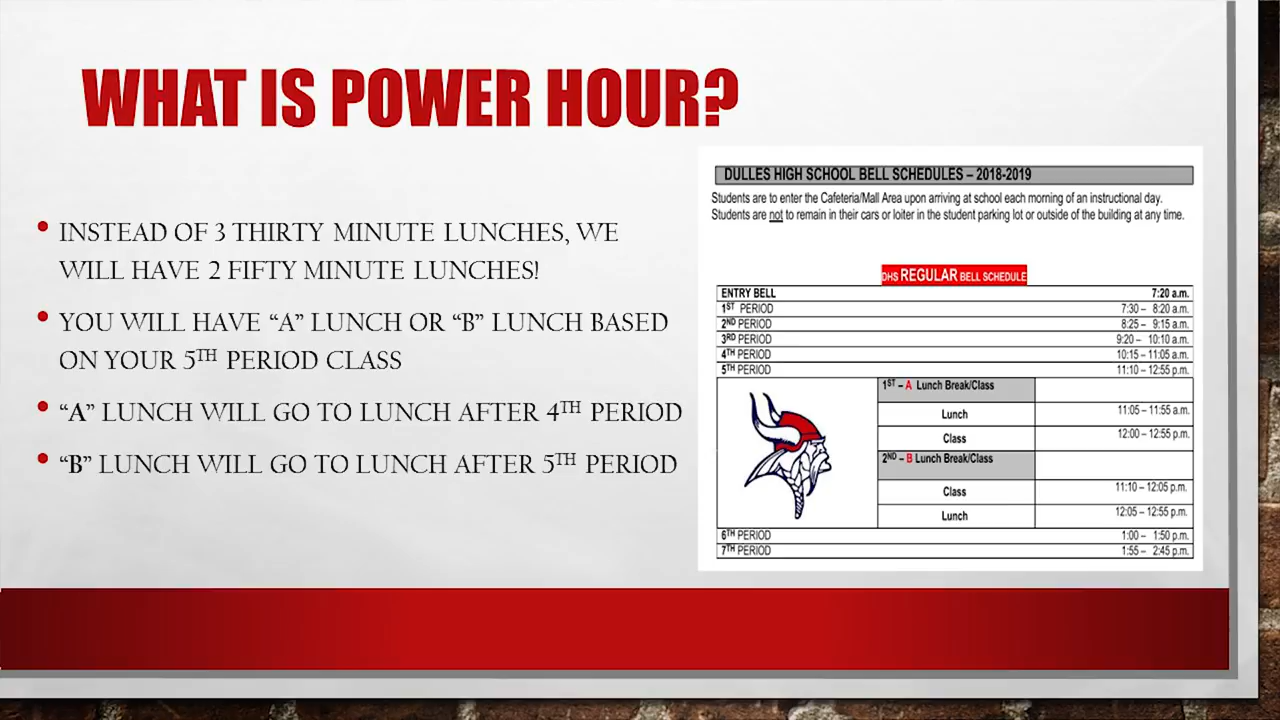 WHAT IS POWER HOUR?
• INSTEAD OF 3 THIRTY MINUTE LUNCHES, WE
WILL HAVE 2 FIFTY MINUTE LUNCHES!
• YOU WILL HAVE “A” LUNCH OR “B” LUNCH BASED
ON YOUR 5TH PERIOD CLASS
• “A” LUNCH WILL GO TO LUNCH AFTER 4TH PERIOD
• “B” LUNCH WILL GO TO LUNCH AFTER 5TH PERIOD
DULLES HIGH SCHOOL BELL SCHEDULES – 2018-2019
Students are to enter the Cafeteria/Mall Area upon arriving at school each morning of an instructional day.
Students are not to remain in their cars or loiter in the student parking lot or outside of the building at any time.
DHS REGULAR BELL SCHEDULE
ENTRY BELL 7:20 a.m.
1ST PERIOD 7:30 – 8:20 a.m.
2ND PERIOD 8:25 - 9:15 a.m.
3RD PERIOD 9:20 – 10:10 a.m.
4TH PERIOD 10:15 – 11:05 a.m.
5TH PERIOD 11:10 – 12:55 p.m.
1ST – A Lunch Break/Class
Lunch 11:05 – 11:55 a.m.
Class 12:00 – 12:55 p.m.
2ND – B Lunch Break/Class
Class 11:10 – 12:05 p.m.
Lunch 12:05 – 12:55 p.m.
6TH PERIOD 1:00 – 1:50 p.m.
7TH PERIOD 1:55 – 2:45 p.m.